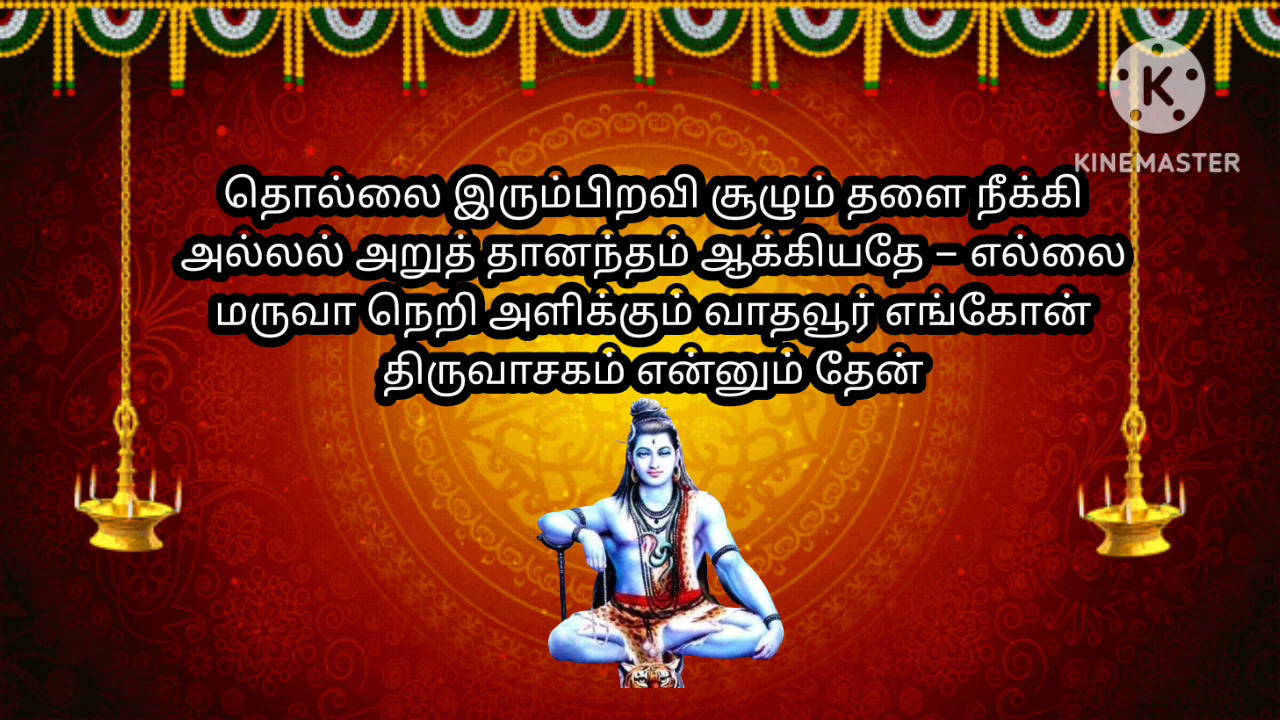 K
KINEMASTER
தொல்லை இரும்பிறவி சூழும் தளை நீக்கி
அல்லல் அறுத் தானந்தம் ஆக்கியதே – எல்லை
மருவா நெறி அளிக்கும் வாதவூர் எங்கோன்
திருவாசகம் என்னும் தேன்